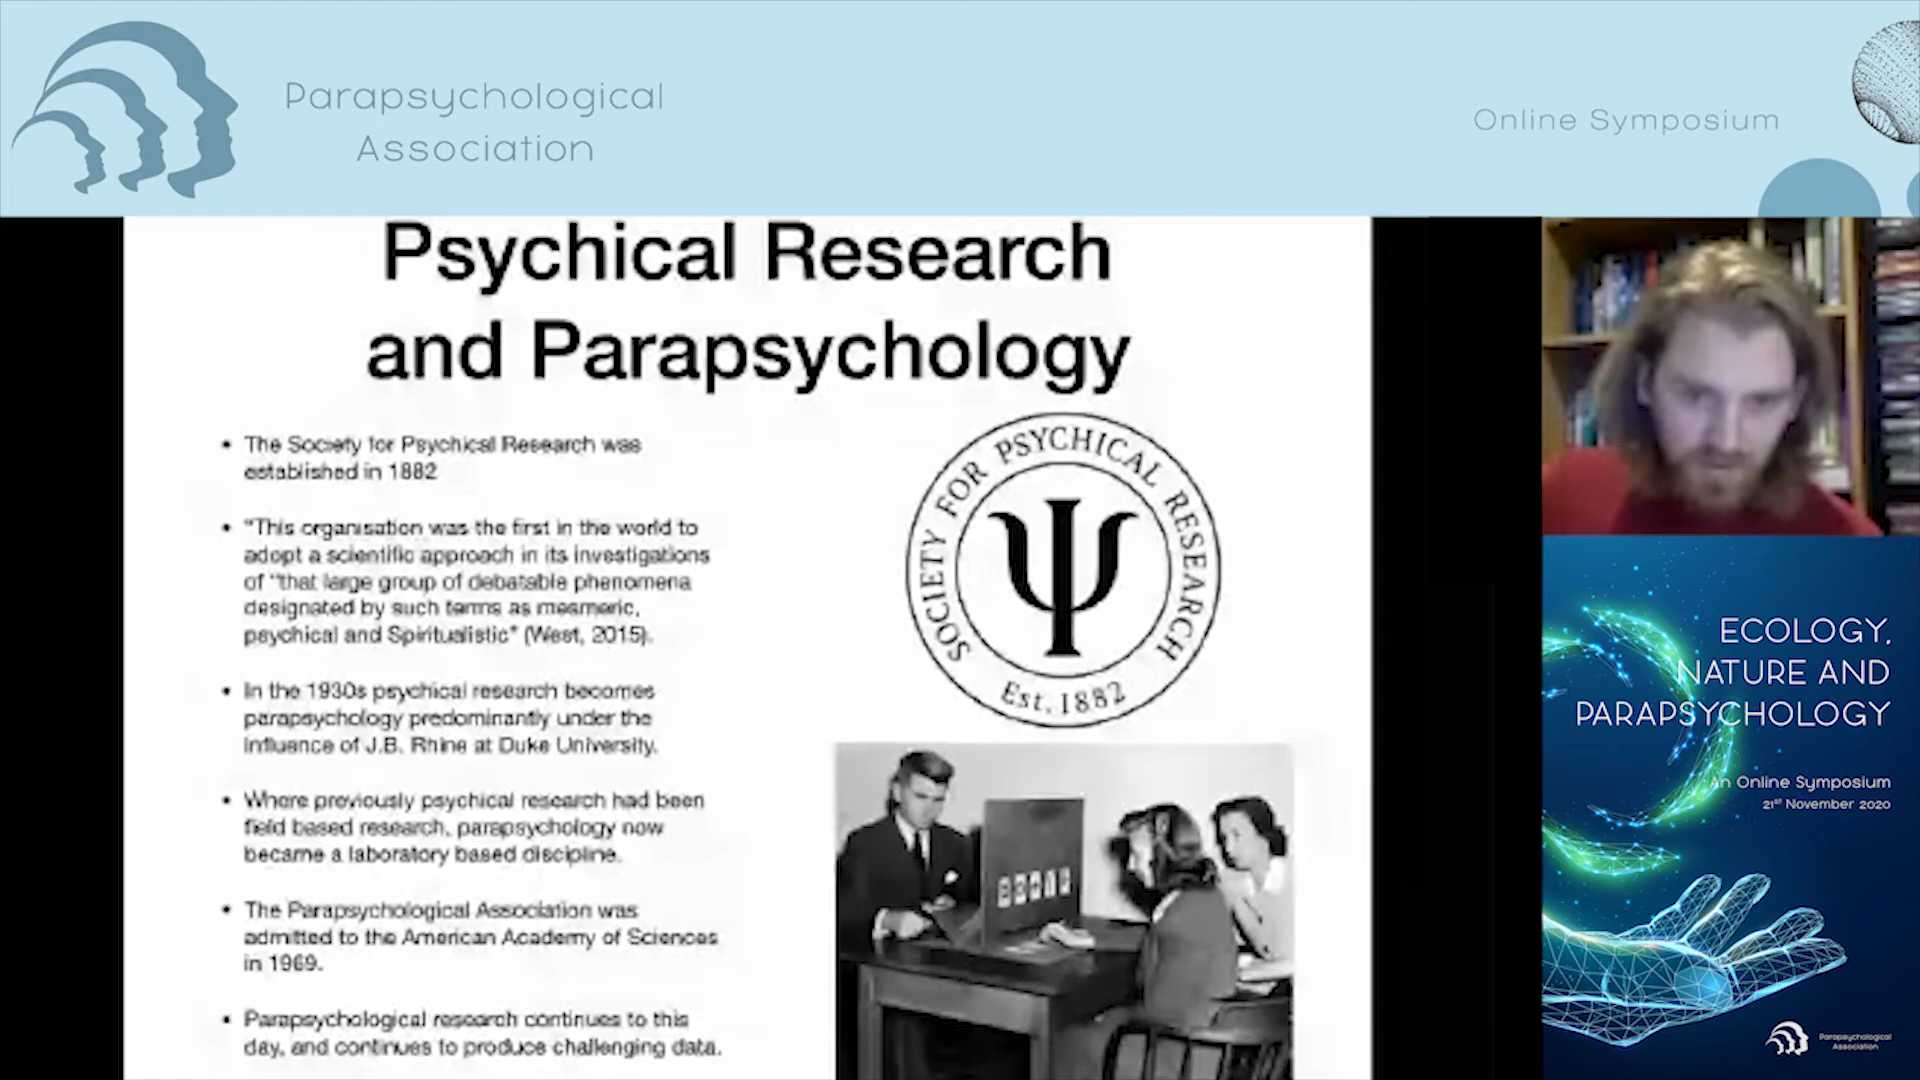 Parapsychological
Association
Online Symposium
Psychical Research
and Parapsychology
• The Society for Psychical Research was
established in 1882
• "This organisation was the first in the world to
adopt a scientific approach in its investigations
of "that large group of debatable phenomena
designated by such terms as mesmeric,
psychical and Spiritualistic" (West, 2015).
• In the 1930s psychical research becomes
parapsychology predominantly under the
influence of J.B. Rhine at Duke University.
• Where previously psychical research had been
field based research, parapsychology now
became a laboratory based discipline.
• The Parapsychological Association was
admitted to the American Academy of Sciences
in 1969.
• Parapsychological research continues to this
day, and continues to produce challenging data.
SOCIETY FOR PSYCHICAL RESEARCH
Ψ
Est. 1882
ECOLOGY,
NATURE AND
PARAPSYCHOLOGY
An Online Symposium
21st November 2020
Parapsychological
Association